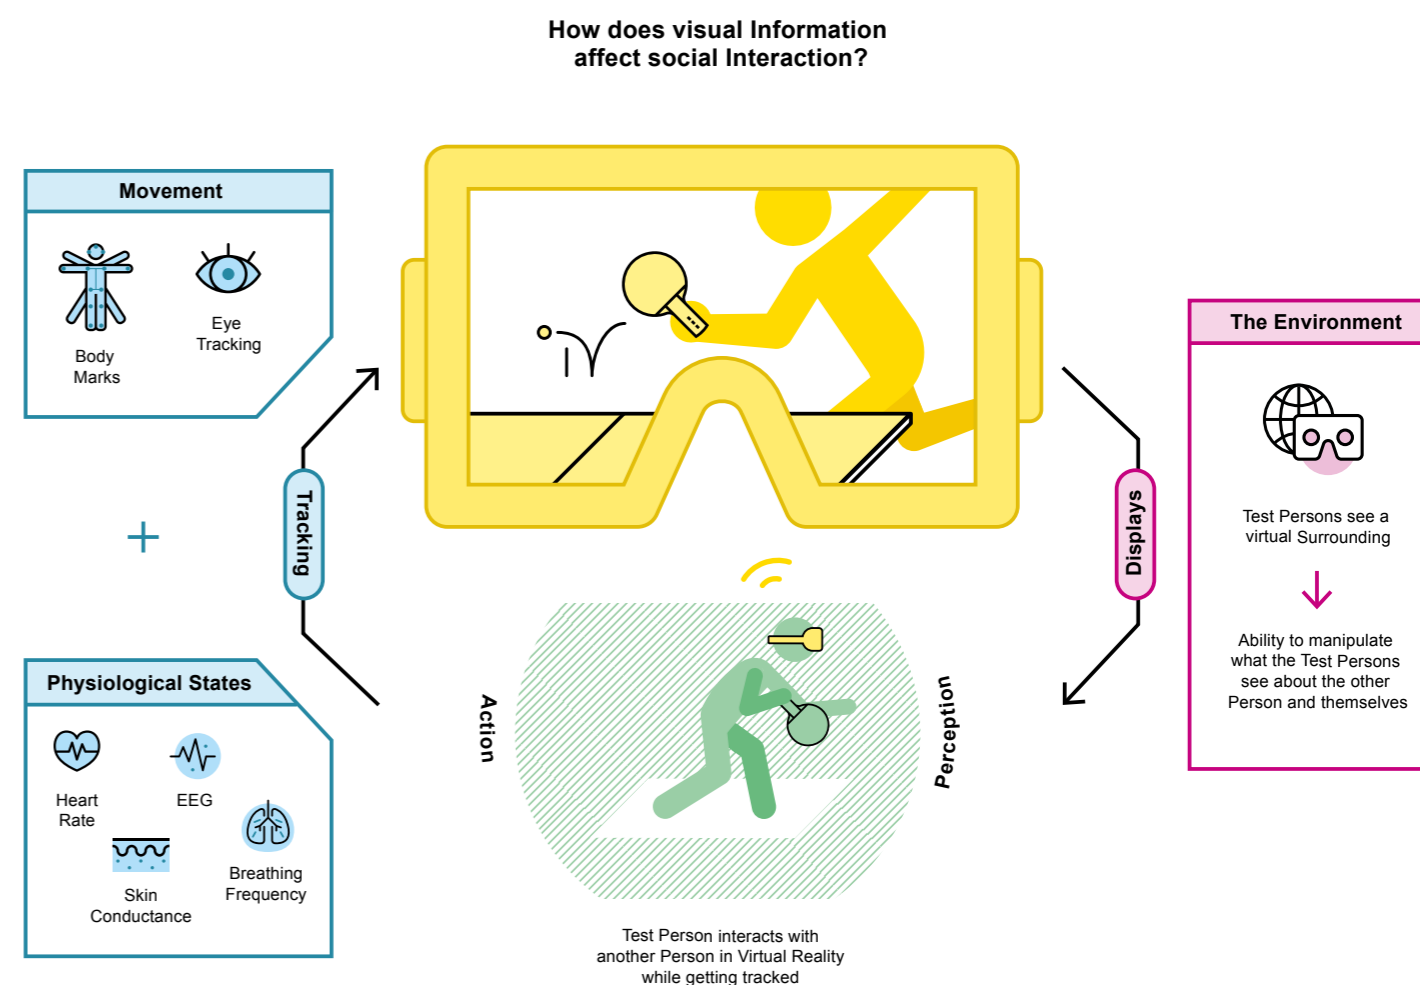 How does visual Information
affect social Interaction?
Movement
Body
Marks
Eye
Tracking
Tracking
Physiological States
Heart
Rate
EEG
Skin
Conductance
Breathing
Frequency
Action
Perception
Test Person interacts with
another Person in Virtual Reality
while getting tracked
Displays
The Environment
Test Persons see a
virtual Surrounding
Ability to manipulate
what the Test Persons
see about the other
Person and themselves